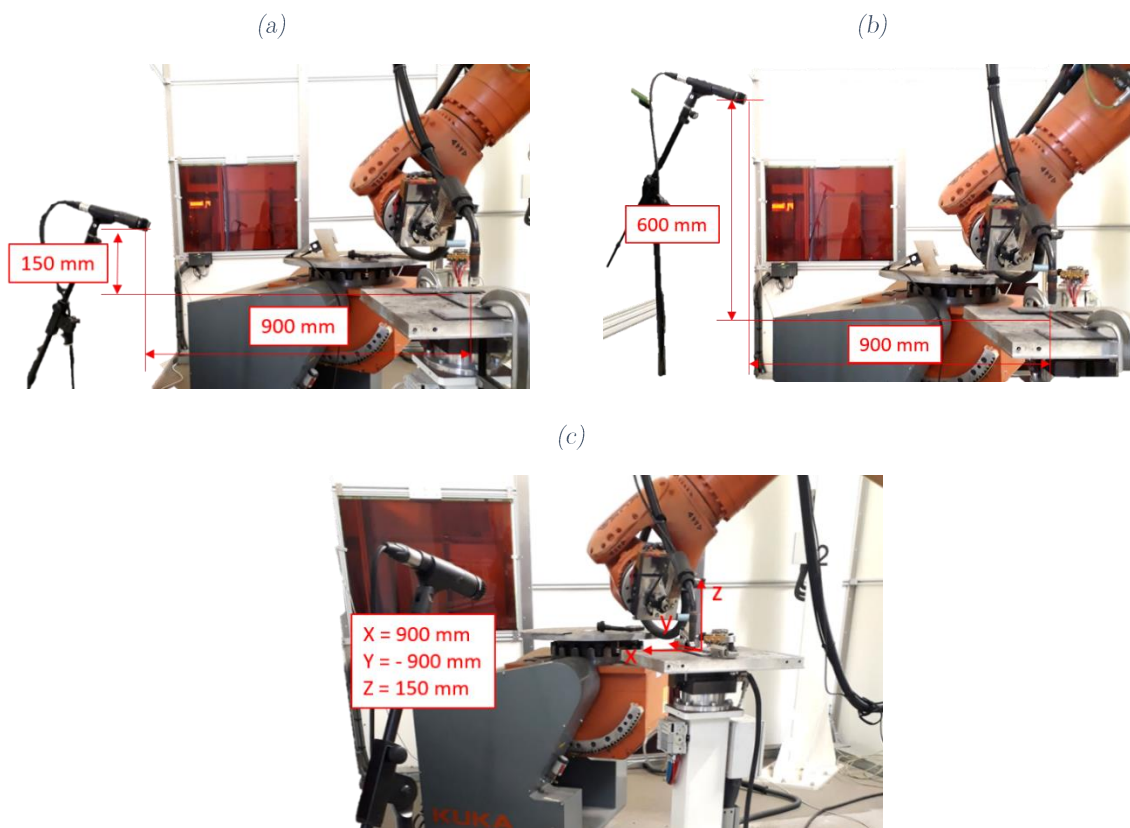 (a)
(b)
150 mm
900 mm
600 mm
900 mm
(c)
Z
Y
X
X = 900 mm
Y = - 900 mm
Z = 150 mm
KUKA